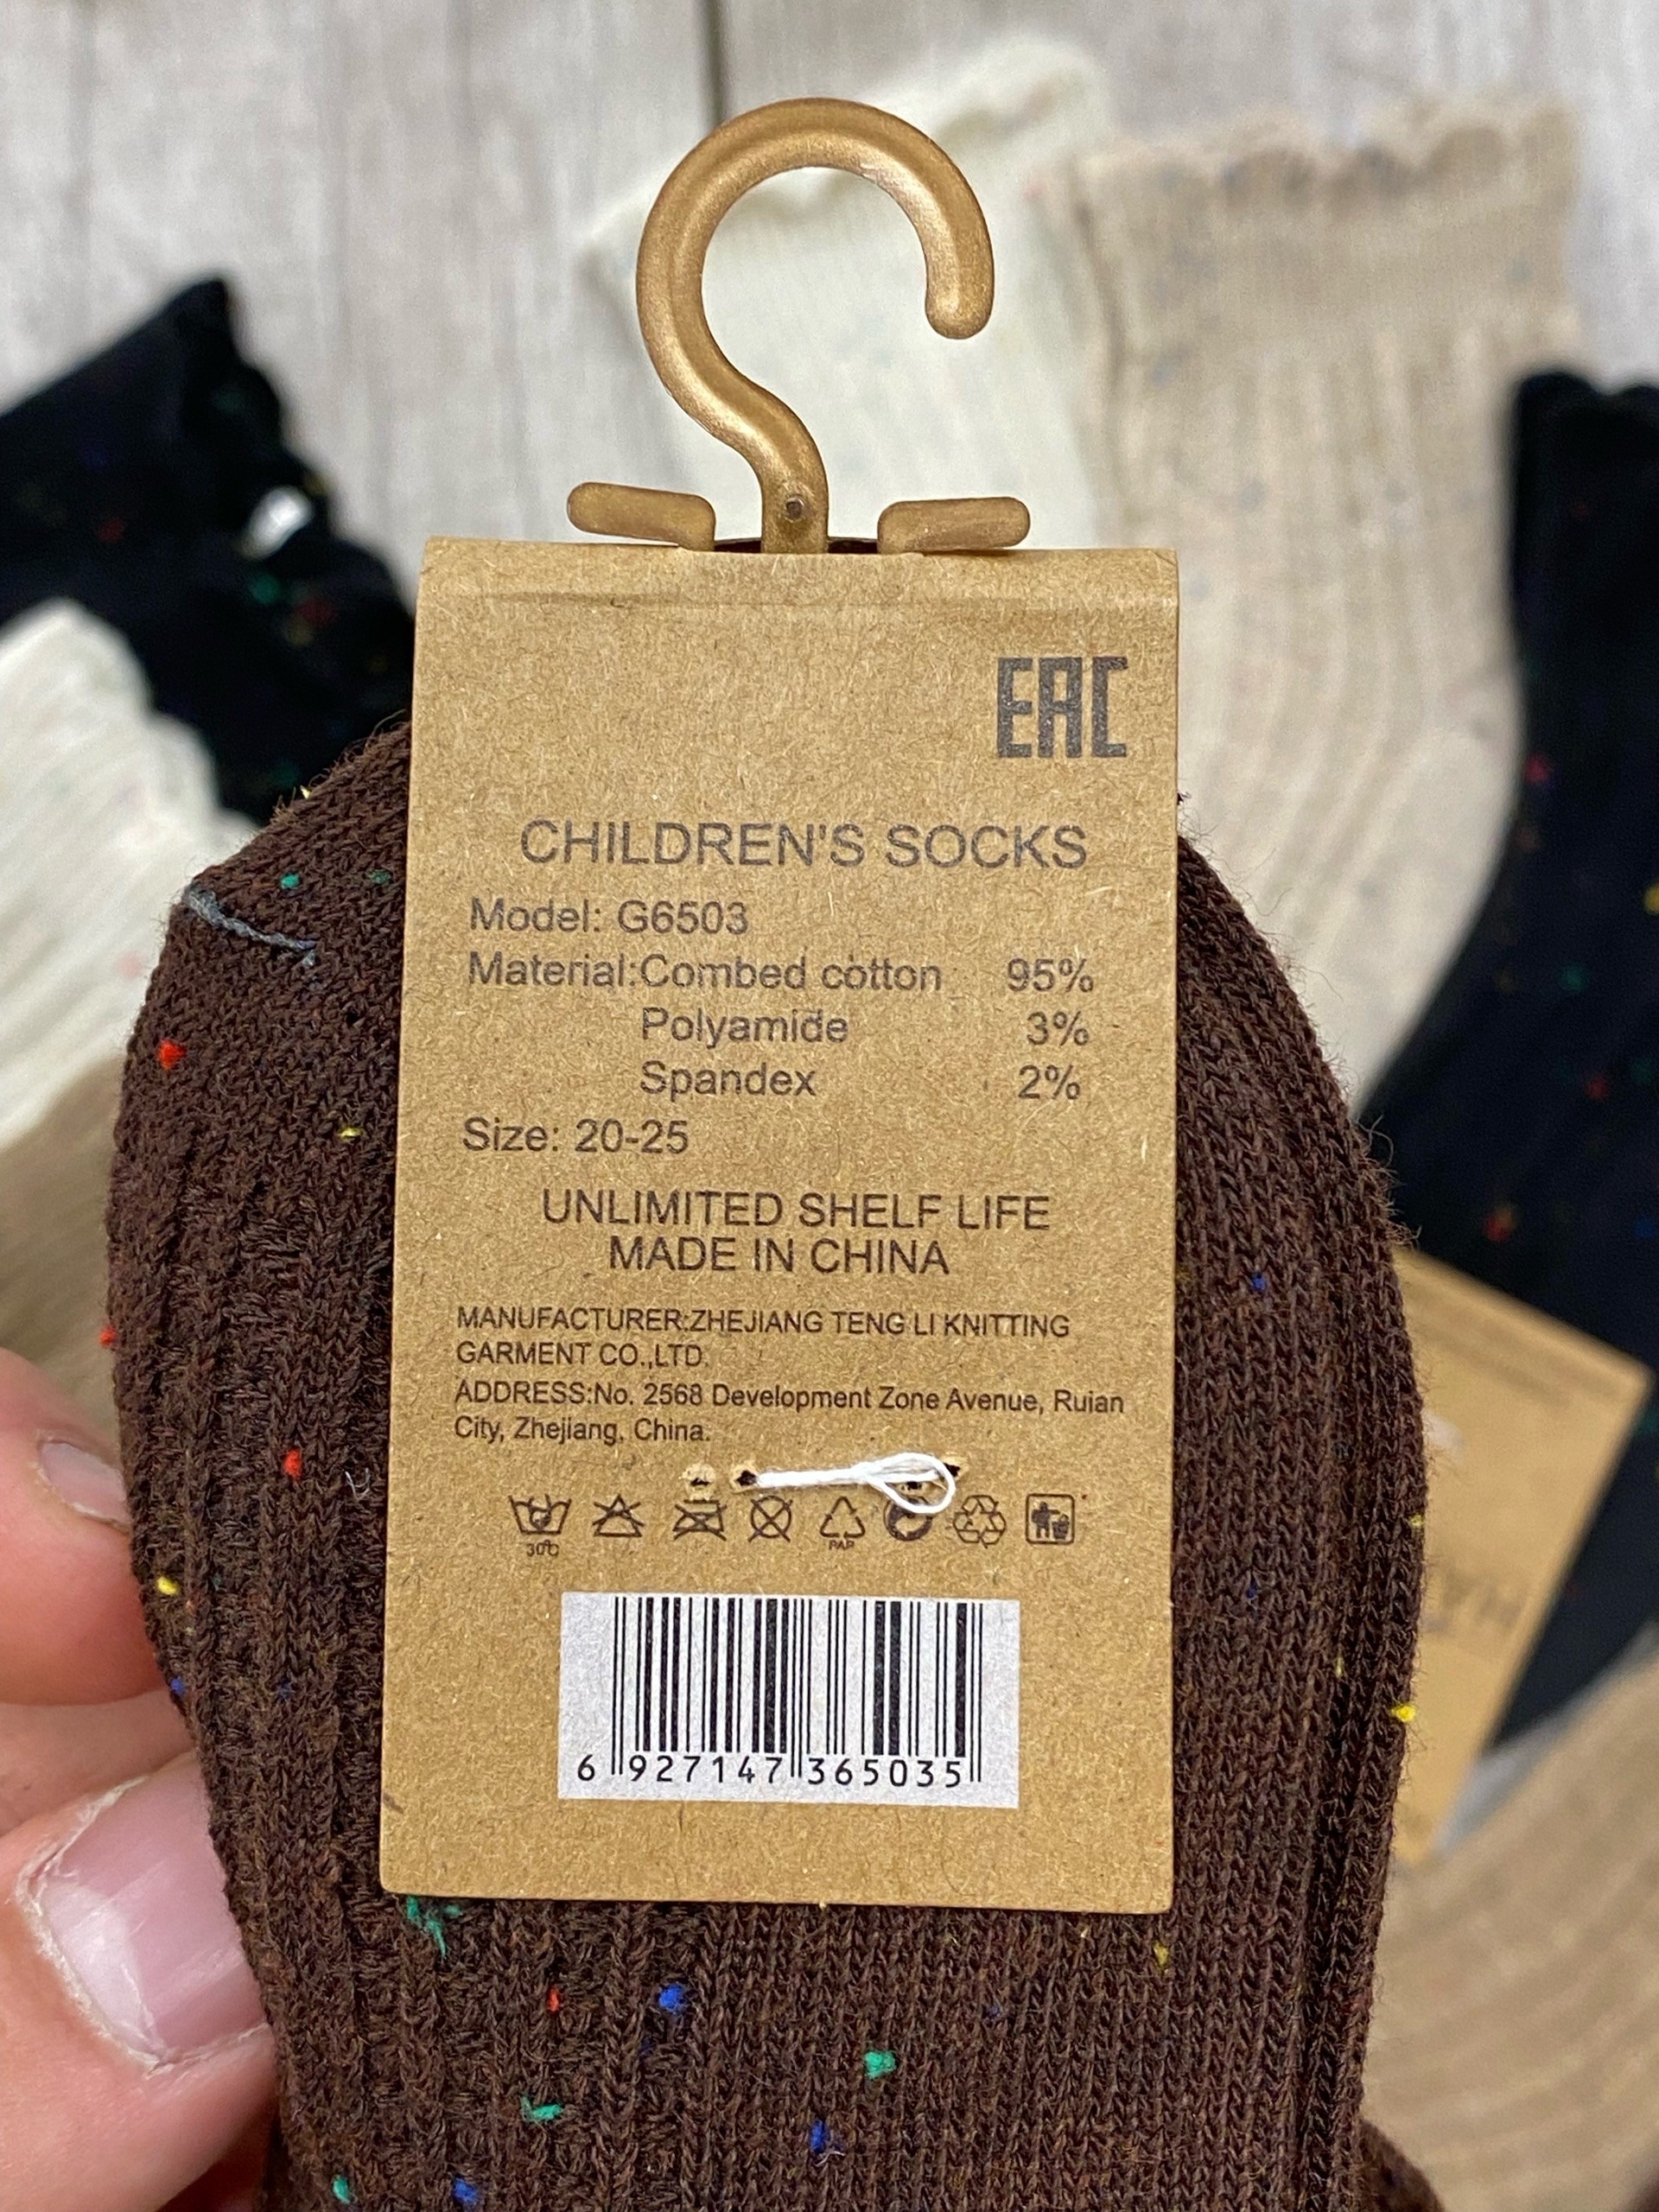 EAC
CHILDREN'S SOCKS
Model: G6503
Material:Combed cotton 95%
Polyamide 3%
Spandex 2%
Size: 20-25
UNLIMITED SHELF LIFE
MADE IN CHINA
MANUFACTURER:ZHEJIANG TENG LI KNITTING
GARMENT CO.,LTD.
ADDRESS:No. 2568 Development Zone Avenue, Ruian
City, Zhejiang, China.
30℃
PAP
6 927147 365035